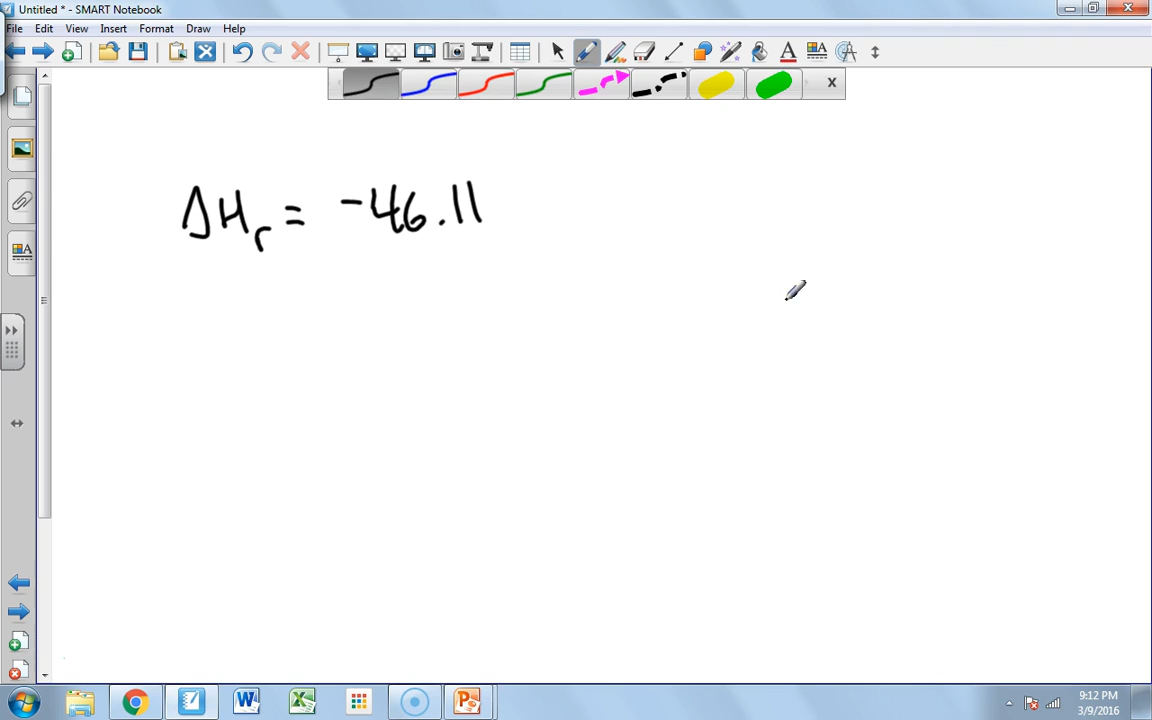 Untitled * - SMART Notebook
File Edit View Insert Format Draw Help
x
ΔHr = -46.11
9:12 PM
3/9/2016